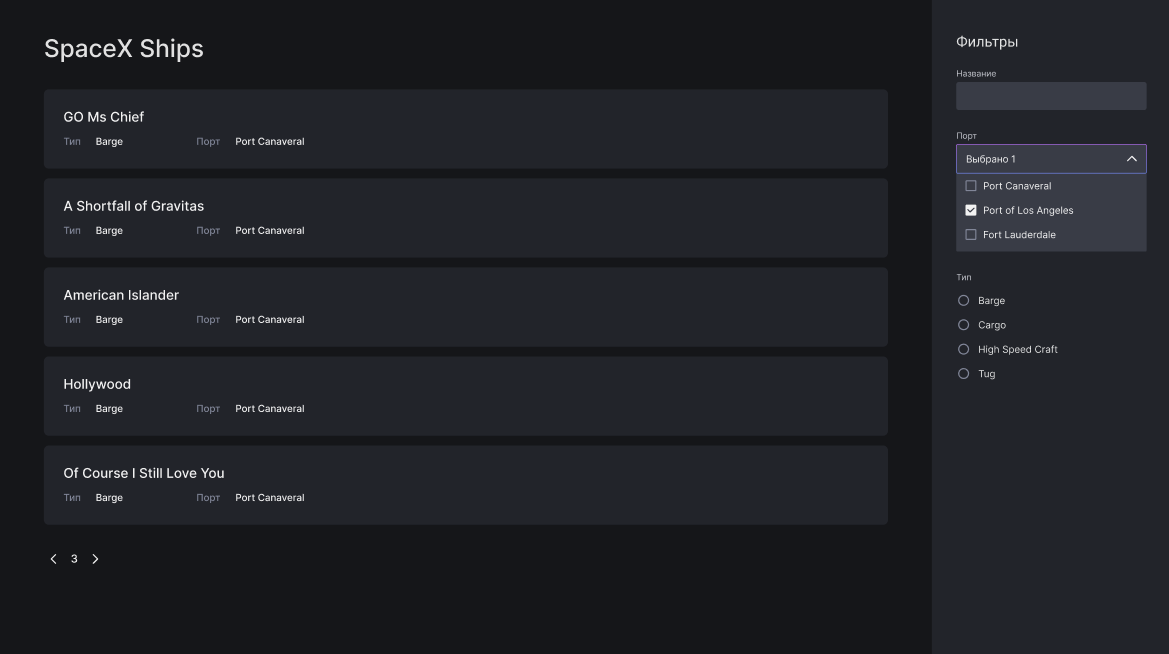 SpaceX Ships
GO Ms Chief
Тип Barge Порт Port Canaveral
A Shortfall of Gravitas
Тип Barge Порт Port Canaveral
American Islander
Тип Barge Порт Port Canaveral
Hollywood
Тип Barge Порт Port Canaveral
Of Course I Still Love You
Тип Barge Порт Port Canaveral
3
Фильтры
Название
Порт
Выбрано 1
Port Canaveral
Port of Los Angeles
Fort Lauderdale
Тип
Barge
Cargo
High Speed Craft
Tug